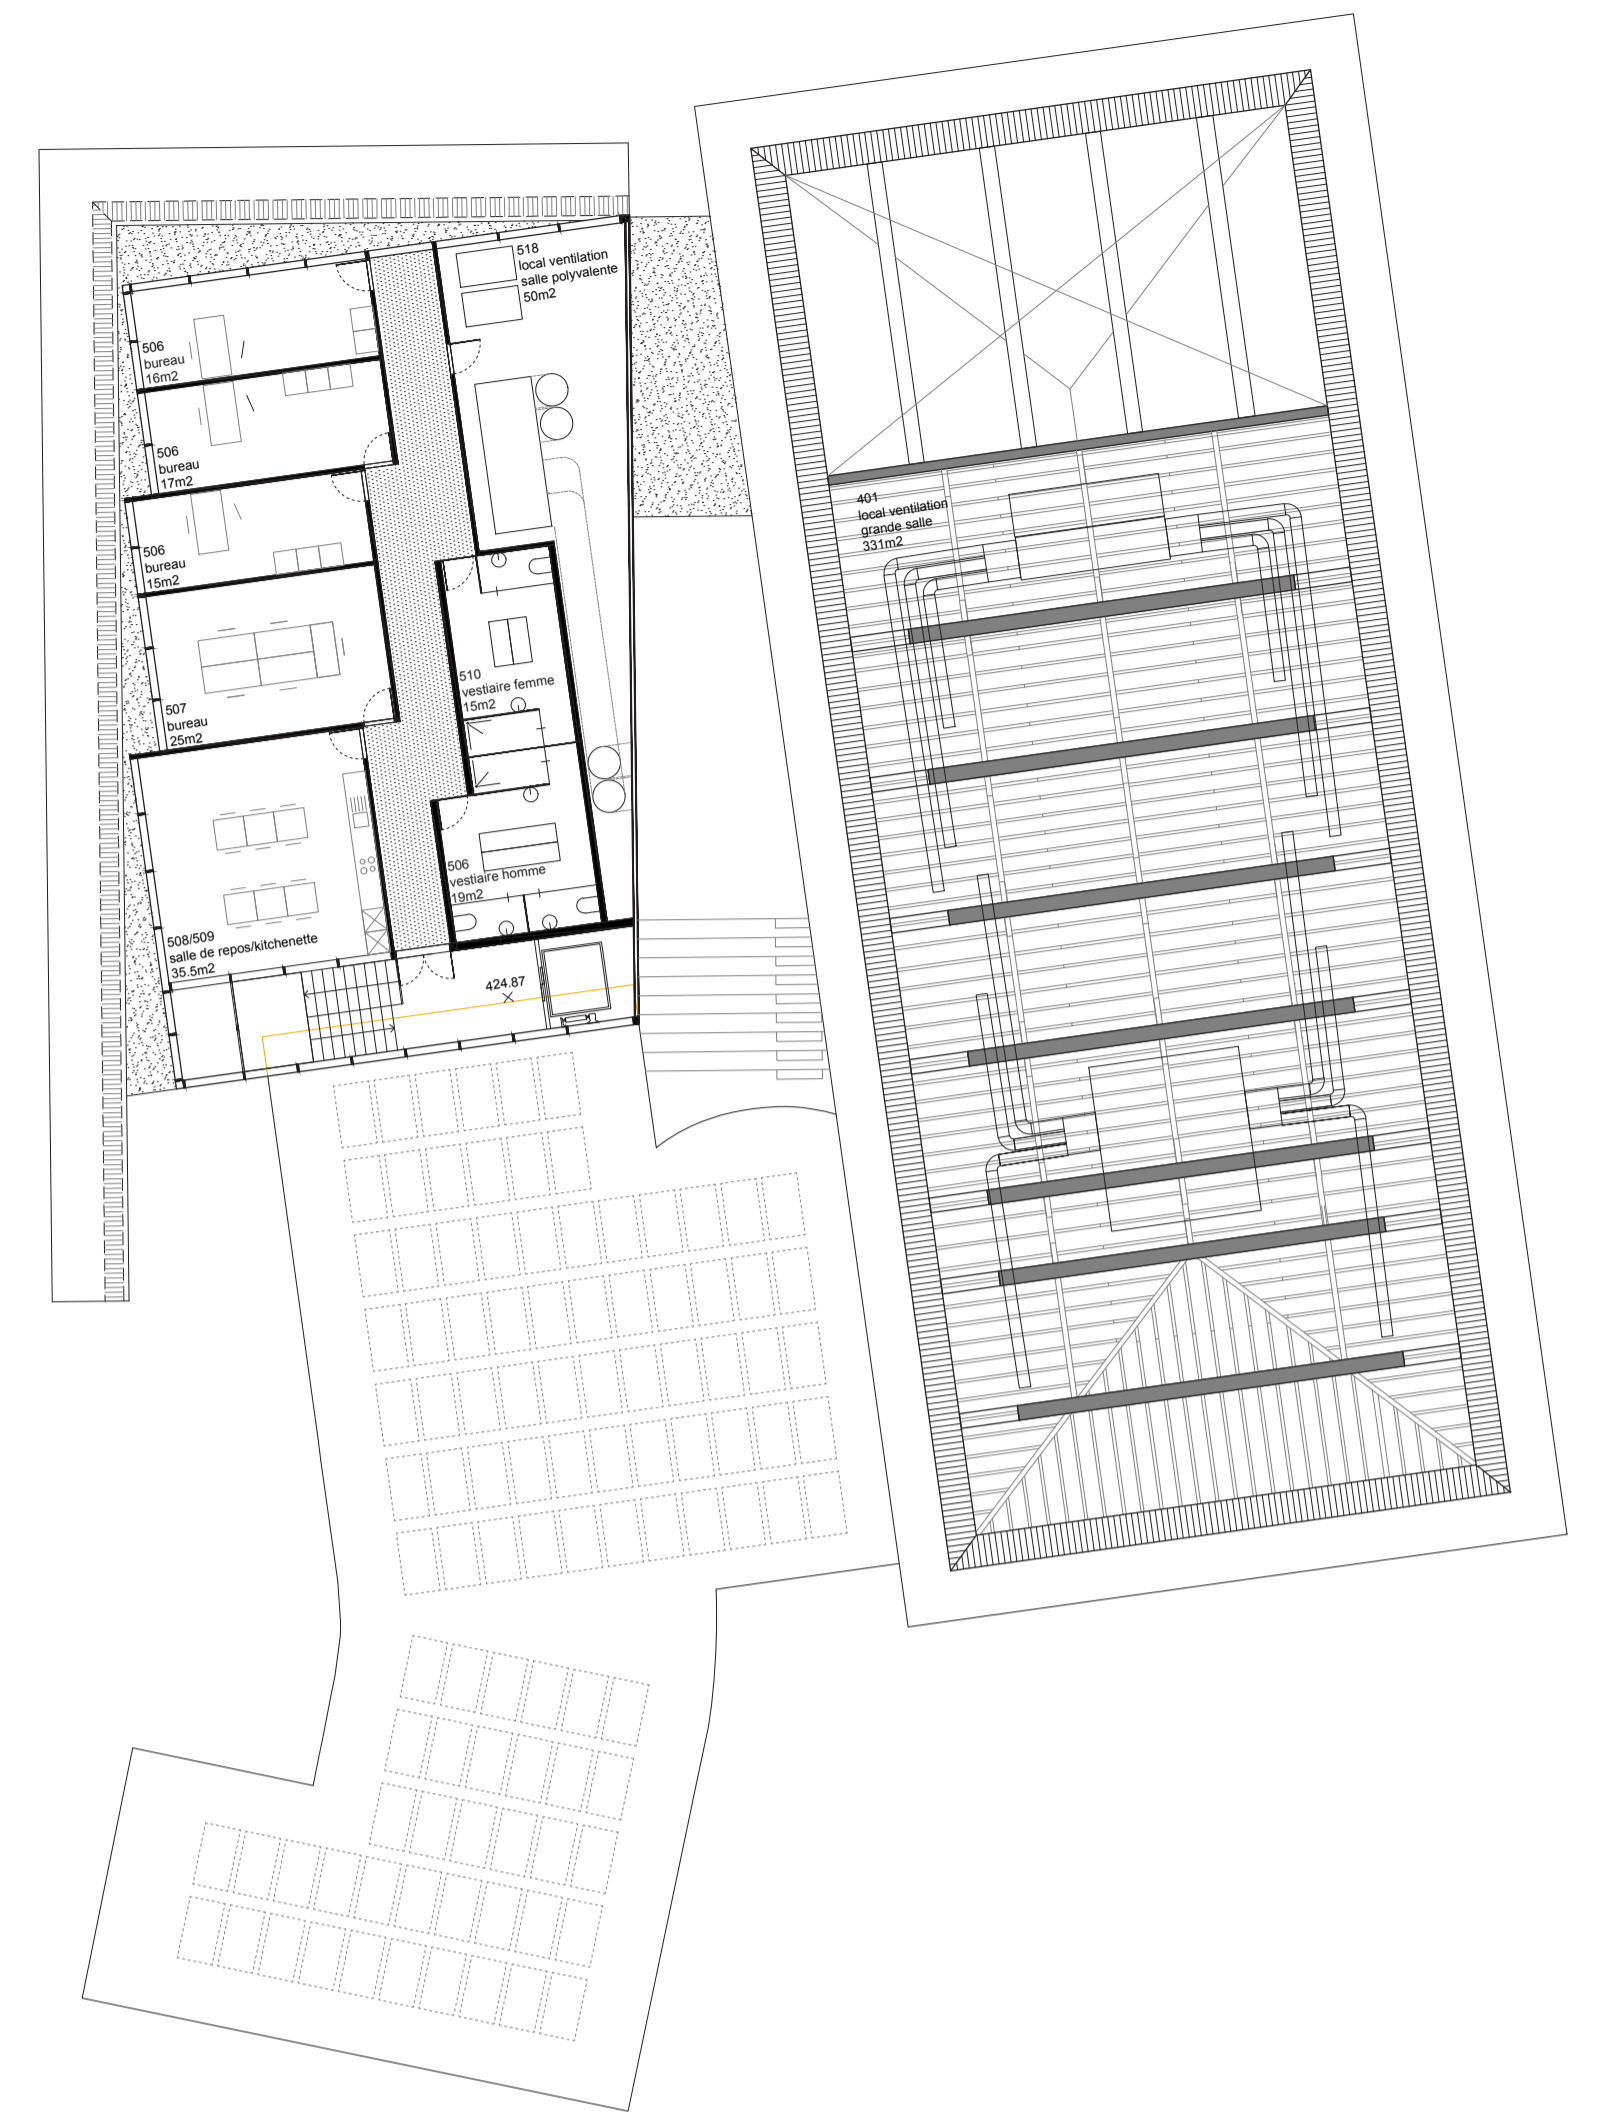 518
local ventilation
salle polyvalente
50m2
506
bureau
16m2
506
bureau
17m2
506
bureau
15m2
507
bureau
25m2
510
vestiaire femme
15m2
506
vestiaire homme
19m2
508/509
salle de repos/kitchenette
35.5m2
424.87
401
local ventilation
grande salle
331m2